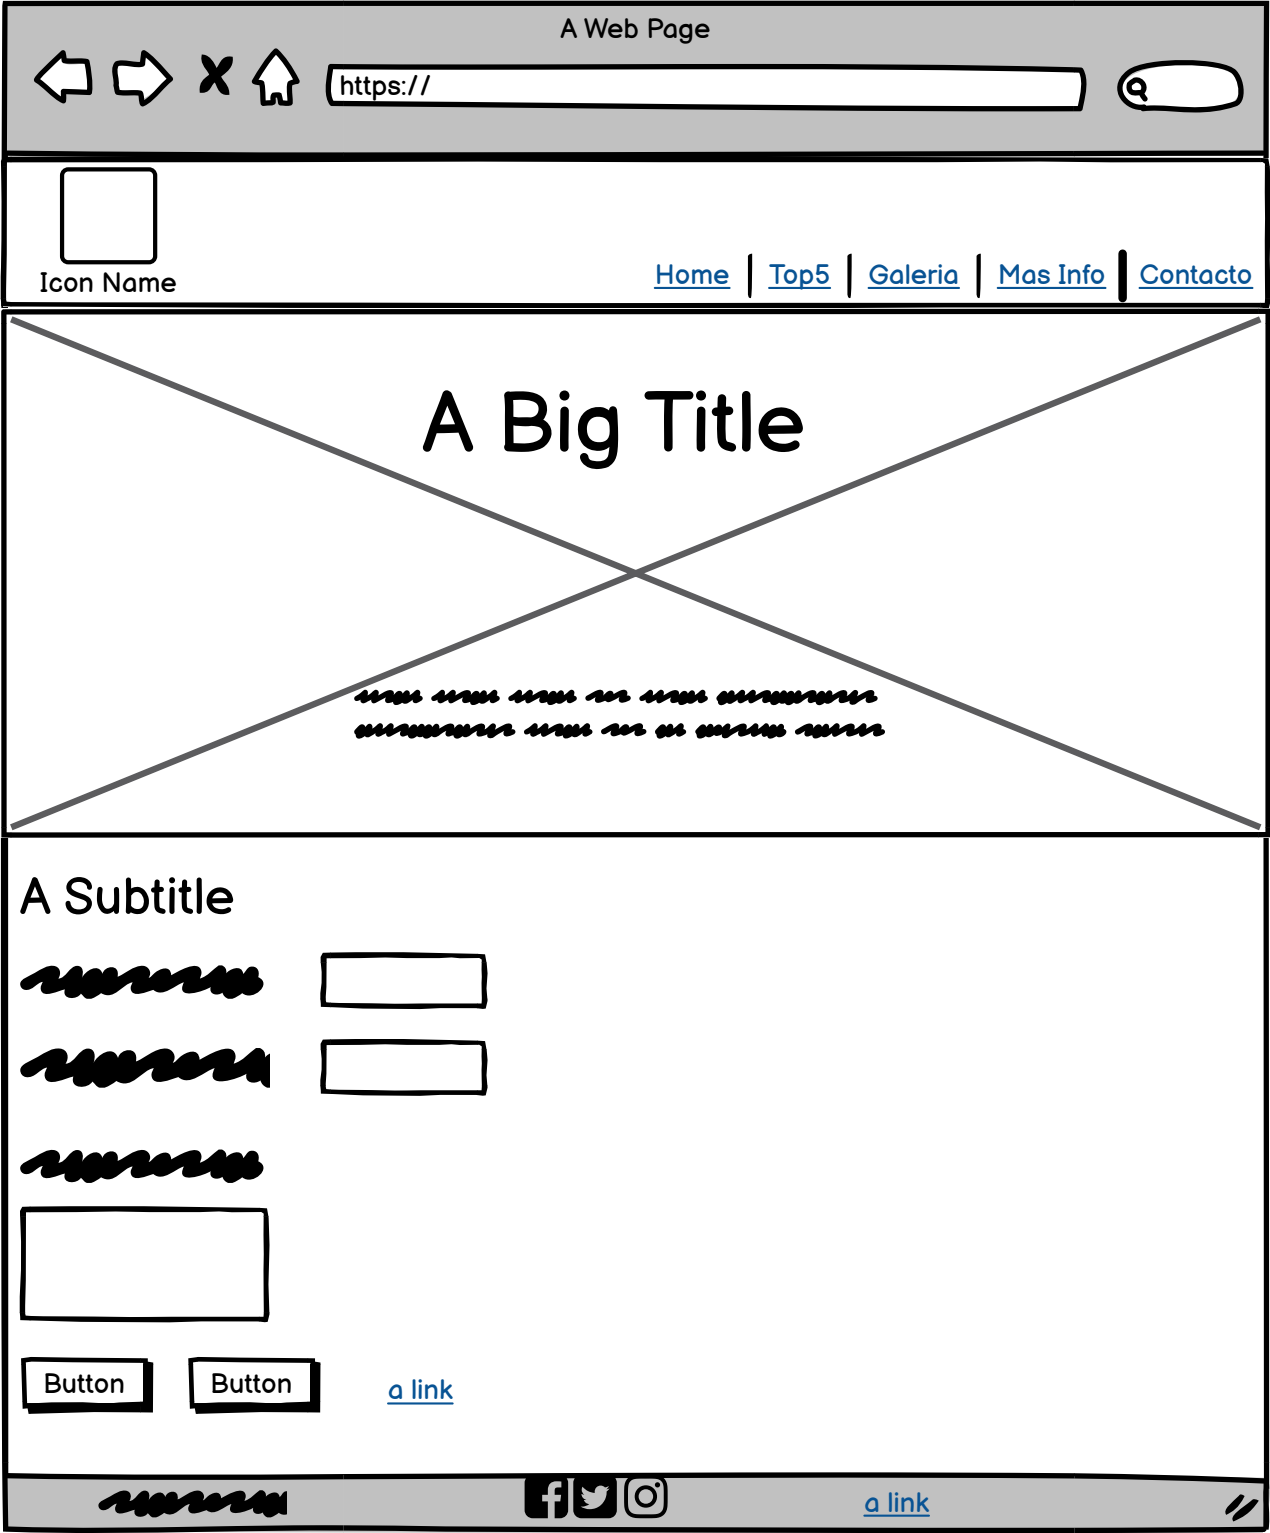 A Web Page
https://
Icon Name
Home Top5 Galeria Mas Info Contacto
A Big Title
A Subtitle
Button Button a link
a link